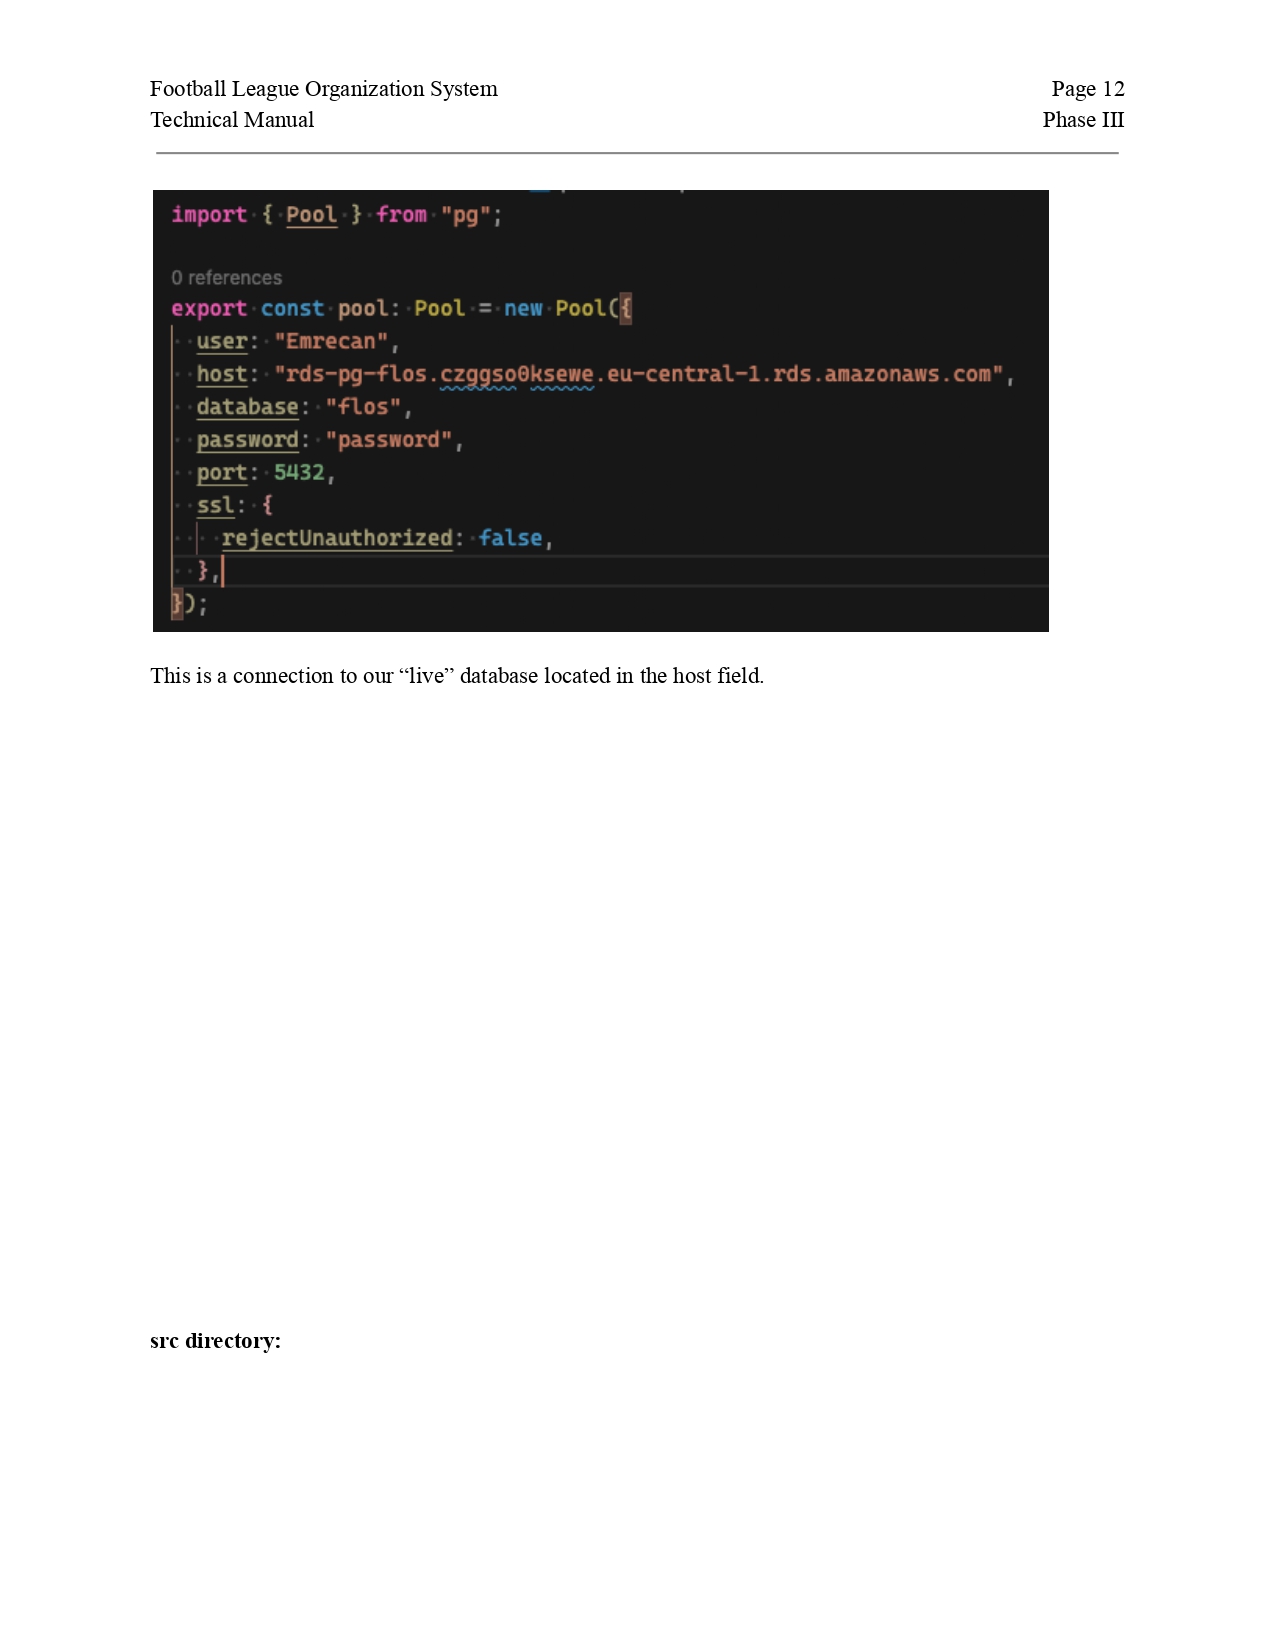 Football League Organization System Page 12
Technical Manual Phase III
import { Pool } from "pg";
0 references
export const pool: Pool = new Pool({
user: "Emrecan",
host: "rds-pg-flos.czggso0ksewe.eu-central-1.rds.amazonaws.com",
database: "flos",
password: "password",
port: 5432,
ssl: {
rejectUnauthorized: false,
},
});
This is a connection to our “live” database located in the host field.
src directory: